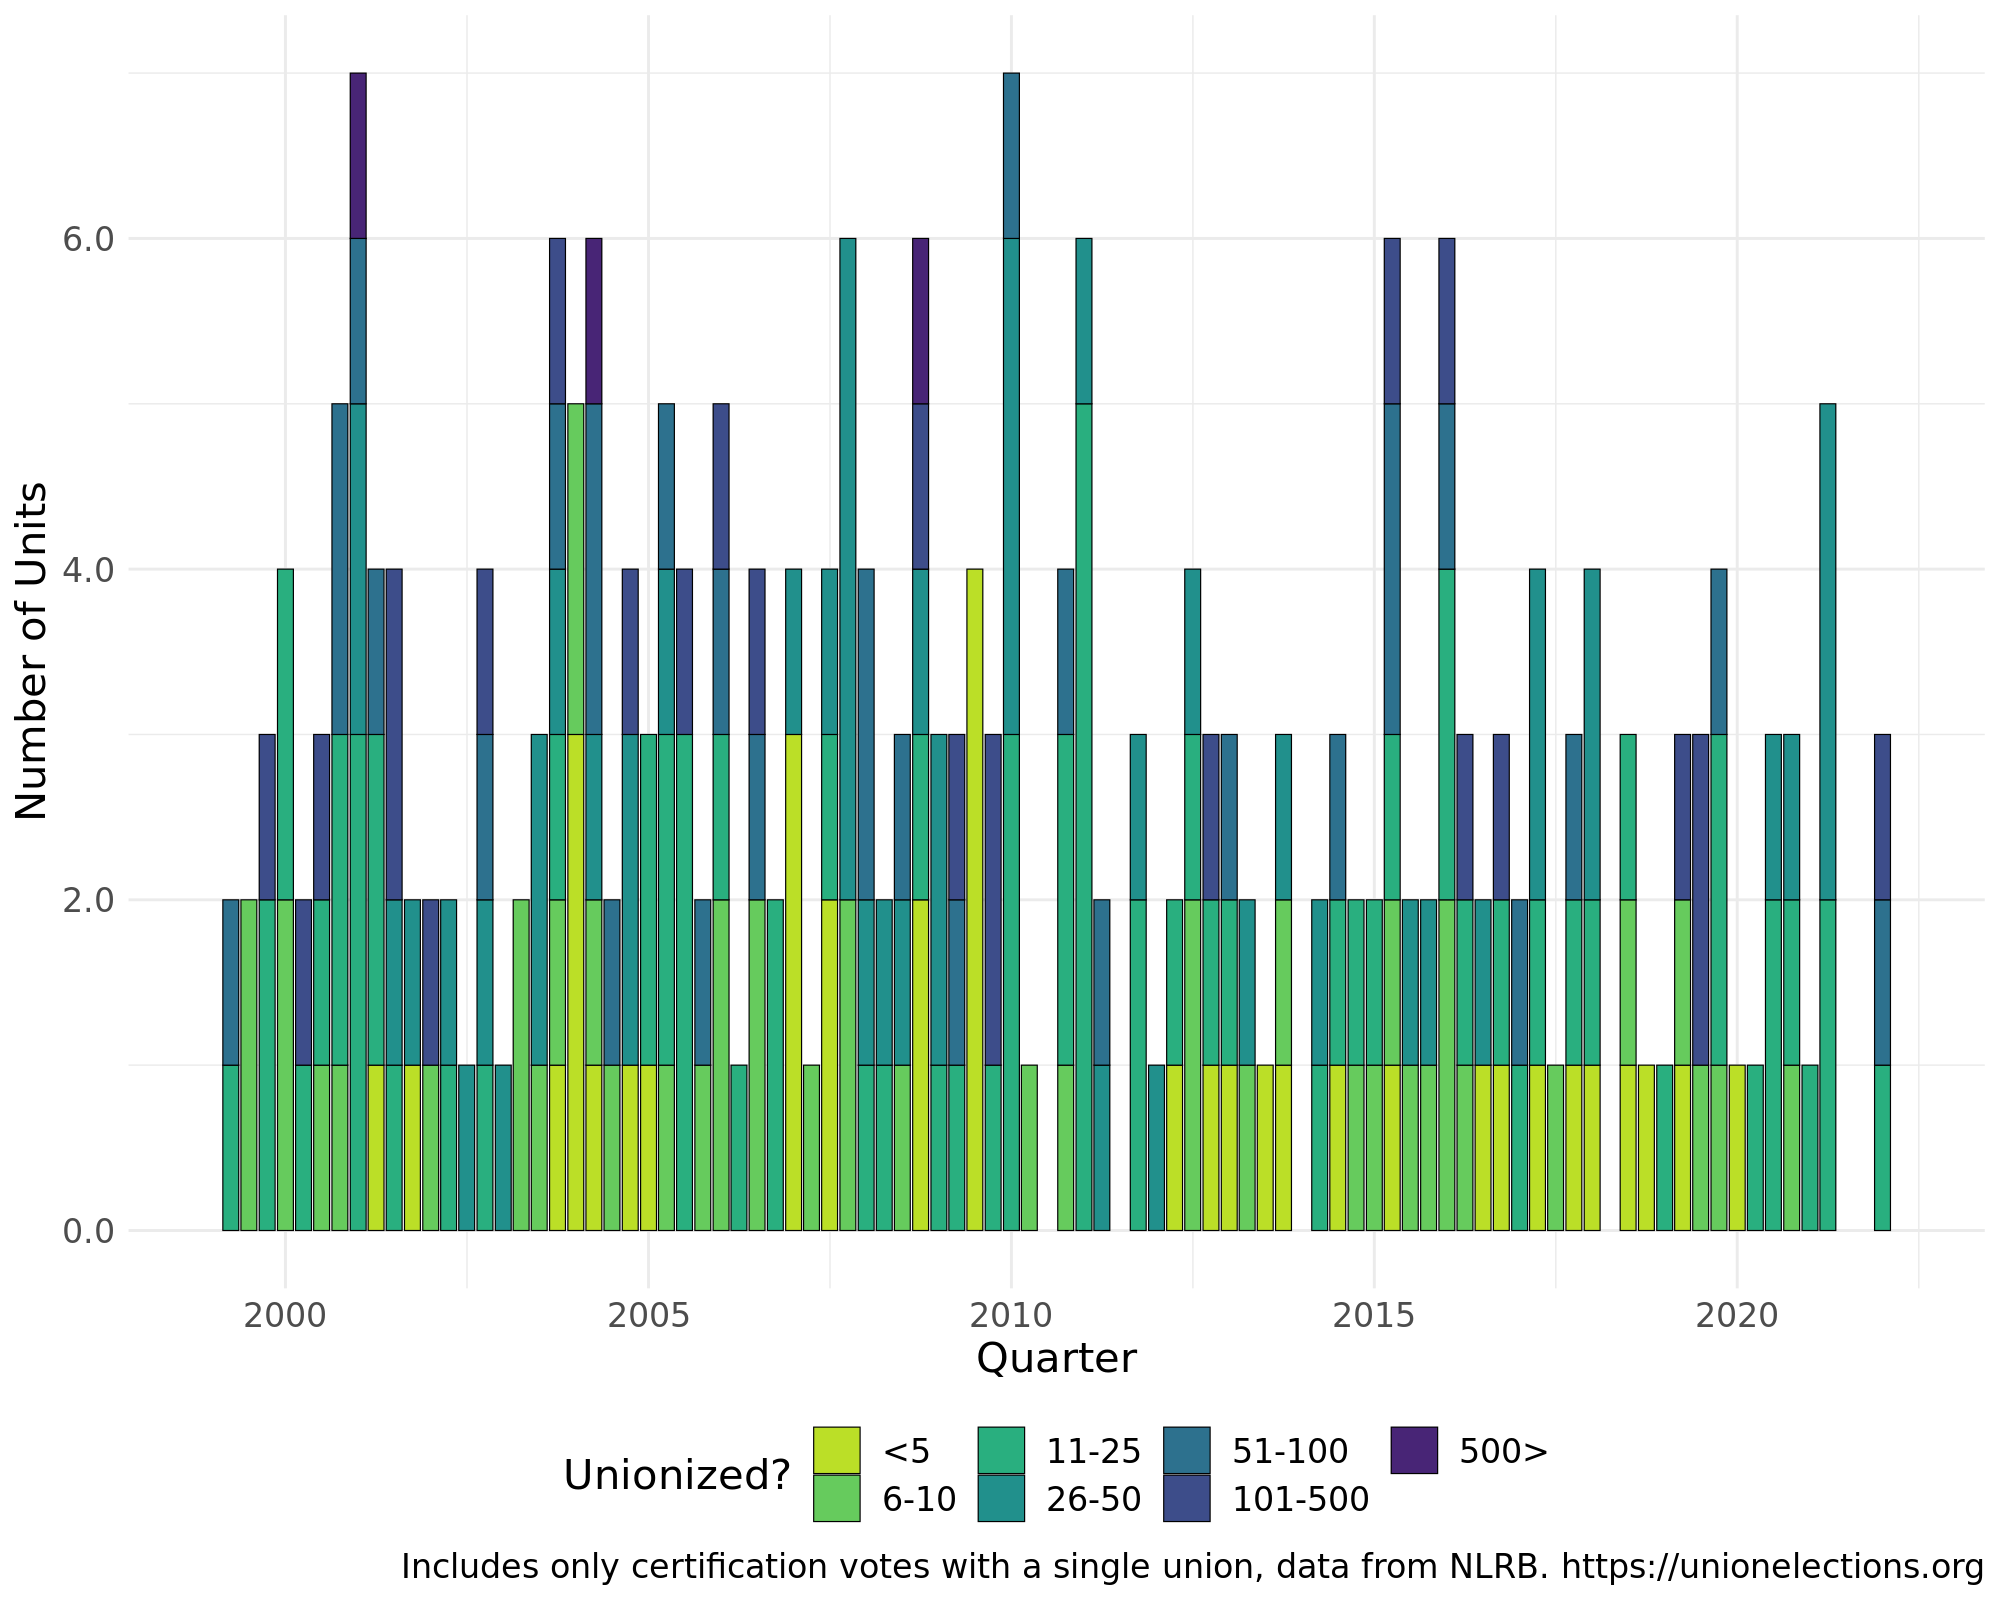 6.0
4.0
2.0
0.0
Number of Units
2000 2005 2010 2015 2020
Quarter
Unionized?
<5 11-25 51-100 500>
6-10 26-50 101-500
Includes only certification votes with a single union, data from NLRB. https://unionelections.org